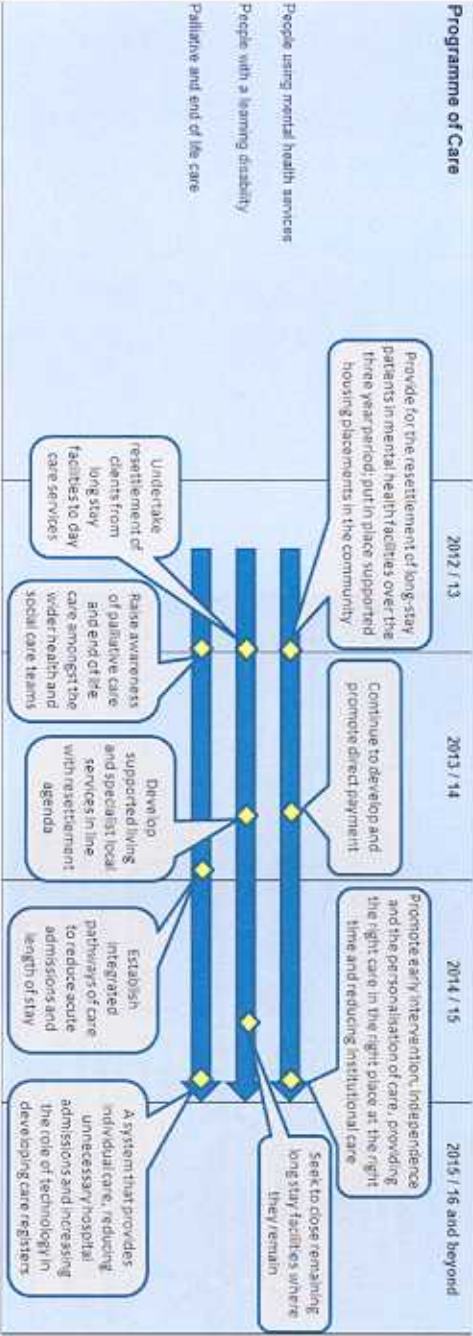 Programme of Care
2012 / 13
2013 / 14
2014 / 15
2015 / 16 and beyond
Provide for the resettlement of long-stay
patients in mental health facilities over the
three year period; put in place supported
housing placements in the community
Continue to develop and
promote direct payment
Promote early intervention, independence
and the personalisation of care, providing
the right care in the right place at the right
time and reducing institutional care
People using mental health services
People with a learning disability
Palliative and end of life care
Seek to close remaining
long stay facilities where
they remain
Undertake
resettlement of
clients from
long stay
facilities to day
care services
Raise awareness
of palliative care
and end of life
care amongst the
wider health and
social care teams
Develop
supported living
and specialist local
services in line
with resettlement
agenda
Establish
integrated
pathways of care
to reduce acute
admissions and
length of stay
A system that provides
individual care, reducing
unnecessary hospital
admissions and increasing
the role of technology in
developing care registers